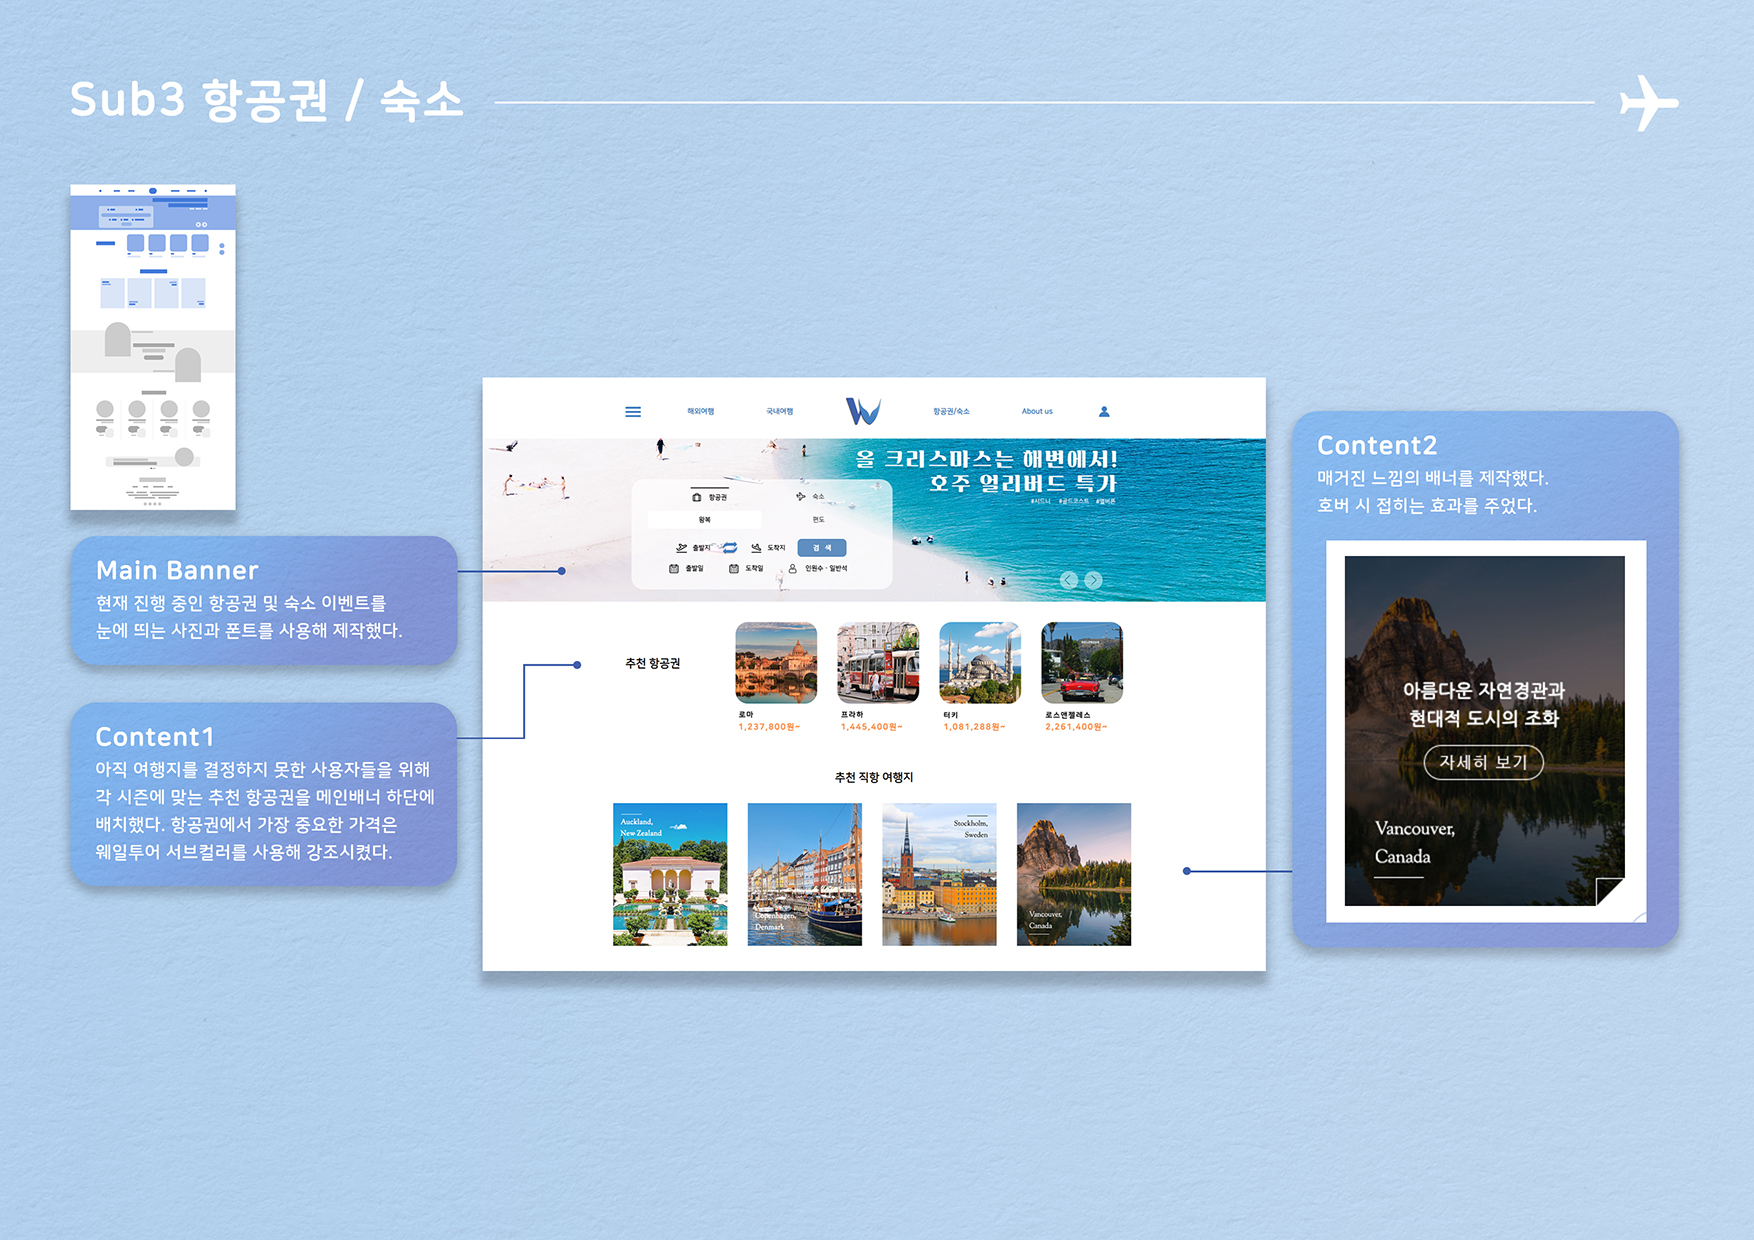 Sub3 항공권 / 숙소
Main Banner
현재 진행 중인 항공권 및 숙소 이벤트를
눈에 띄는 사진과 폰트를 사용해 제작했다.
Content1
아직 여행지를 결정하지 못한 사용자들을 위해
각 시즌에 맞는 추천 항공권을 메인배너 하단에
배치했다. 항공권에서 가장 중요한 가격은
웨일투어 서브컬러를 사용해 강조시켰다.
해외여행
국내여행
항공권/숙소
About us
올 크리스마스는 해변에서!
호주 얼리버드 특가
#시드니 #골드코스트 #멜버른
항공권
숙소
왕복
편도
출발지
도착지
검 색
출발일
도착일
인원수 · 일반석
추천 항공권
로마
1,237,800원~
프라하
1,445,400원~
터키
1,081,288원~
로스앤젤레스
2,261,400원~
추천 직항 여행지
Auckland,
New Zealand
Copenhagen,
Denmark
Stockholm,
Sweden
Vancouver,
Canada
Content2
매거진 느낌의 배너를 제작했다.
호버 시 접히는 효과를 주었다.
아름다운 자연경관과
현대적 도시의 조화
자세히 보기
Vancouver,
Canada